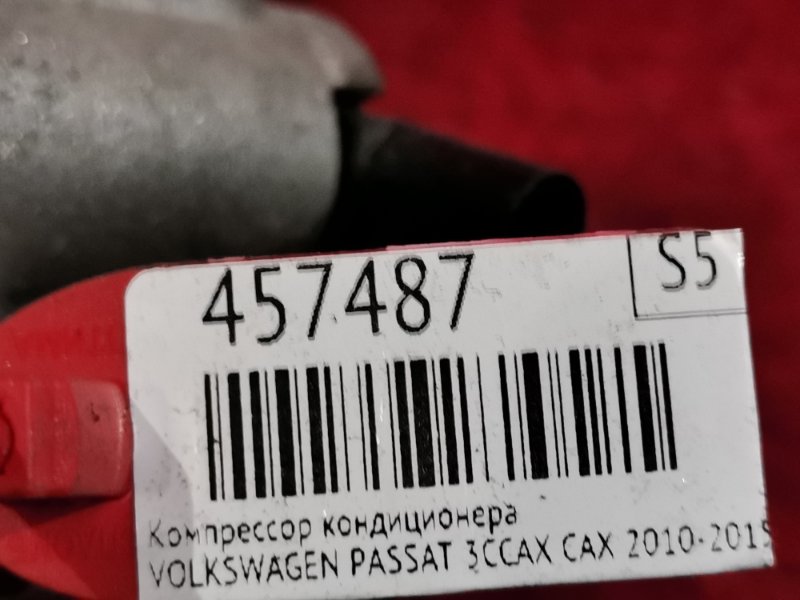 457487
S5
Компрессор кондиционера
VOLKSWAGEN PASSAT 3CCAX CAX 2010-2015